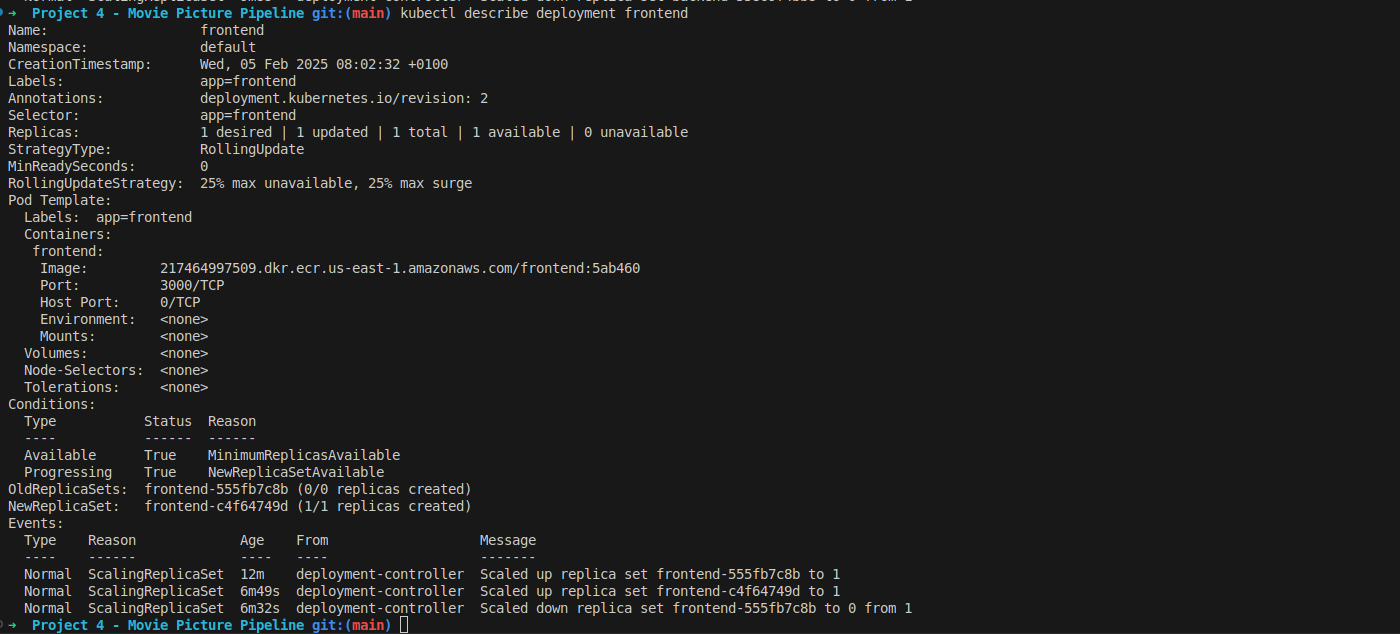 ➜  Project 4 - Movie Picture Pipeline git:(main) kubectl describe deployment frontend
Name:                   frontend
Namespace:              default
CreationTimestamp:      Wed, 05 Feb 2025 08:02:32 +0100
Labels:                 app=frontend
Annotations:            deployment.kubernetes.io/revision: 2
Selector:               app=frontend
Replicas:               1 desired | 1 updated | 1 total | 1 available | 0 unavailable
StrategyType:           RollingUpdate
MinReadySeconds:        0
RollingUpdateStrategy:  25% max unavailable, 25% max surge
Pod Template:
  Labels:  app=frontend
  Containers:
   frontend:
    Image:         217464997509.dkr.ecr.us-east-1.amazonaws.com/frontend:5ab460
    Port:          3000/TCP
    Host Port:     0/TCP
    Environment:   <none>
    Mounts:        <none>
  Volumes:         <none>
  Node-Selectors:  <none>
  Tolerations:     <none>
Conditions:
  Type           Status  Reason
  ----           ------  ------
  Available      True    MinimumReplicasAvailable
  Progressing    True    NewReplicaSetAvailable
OldReplicaSets:  frontend-555fb7c8b (0/0 replicas created)
NewReplicaSet:   frontend-c4f64749d (1/1 replicas created)
Events:
  Type    Reason             Age    From                   Message
  ----    ------             ----   ----                   -------
  Normal  ScalingReplicaSet  12m    deployment-controller  Scaled up replica set frontend-555fb7c8b to 1
  Normal  ScalingReplicaSet  6m49s  deployment-controller  Scaled up replica set frontend-c4f64749d to 1
  Normal  ScalingReplicaSet  6m32s  deployment-controller  Scaled down replica set frontend-555fb7c8b to 0 from 1
➜  Project 4 - Movie Picture Pipeline git:(main)